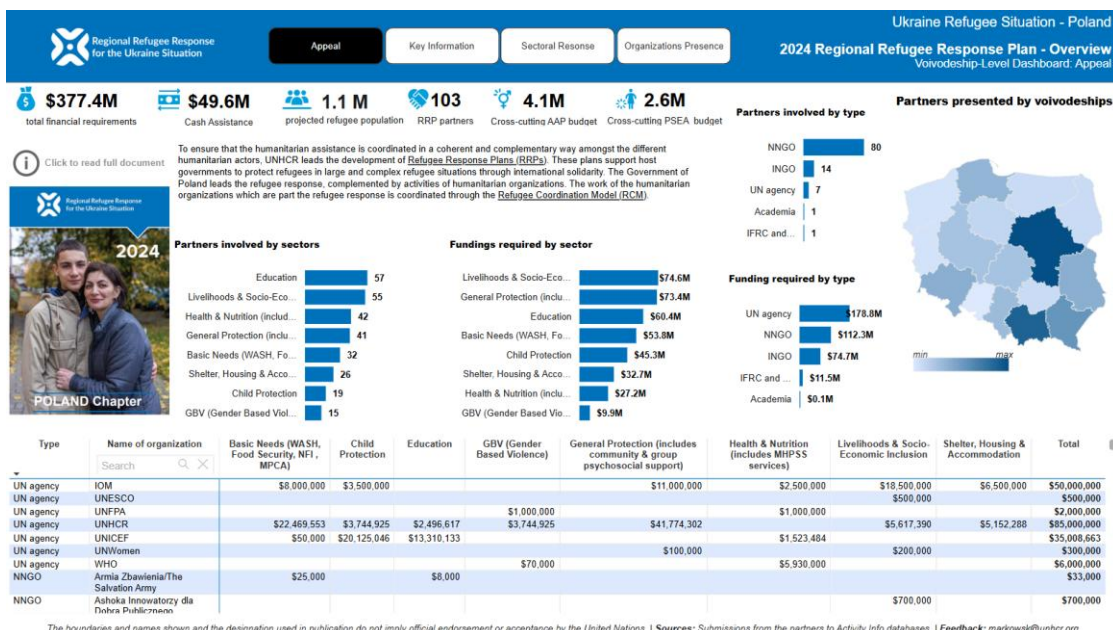 Regional Refugee Response
for the Ukraine Situation
Appeal
Key Information
Sectoral Resonse
Organizations Presence
Ukraine Refugee Situation - Poland
2024 Regional Refugee Response Plan - Overview
Voivodeship-Level Dashboard: Appeal
$377.4M
total financial requirements
$49.6M
Cash Assistance
1.1 M
projected refugee population
103
RRP partners
4.1M
Cross-cutting AAP budget
2.6M
Cross-cutting PSEA budget
Click to read full document
To ensure that the humanitarian assistance is coordinated in a coherent and complementary way amongst the different
humanitarian actors, UNHCR leads the development of Refugee Response Plans (RRPs). These plans support host
governments to protect refugees in large and complex refugee situations through international solidarity. The Government of
Poland leads the refugee response, complemented by activities of humanitarian organizations. The work of the humanitarian
organizations which are part the refugee response is coordinated through the Refugee Coordination Model (RCM).
Regional Refugee Response
for the Ukraine Situation
2024
POLAND Chapter
Partners involved by sectors
Education 57
Livelihoods & Socio-Eco... 55
Health & Nutrition (includ... 42
General Protection (inclu... 41
Basic Needs (WASH, Fo... 32
Shelter, Housing & Acco... 26
Child Protection 19
GBV (Gender Based Viol... 15
Fundings required by sector
Livelihoods & Socio-Eco... $74.6M
General Protection (inclu... $73.4M
Education $60.4M
Basic Needs (WASH, Fo... $53.8M
Child Protection $45.3M
Shelter, Housing & Acco... $32.7M
Health & Nutrition (inclu... $27.2M
GBV (Gender Based Vio... $9.9M
Partners involved by type
NNGO 80
INGO 14
UN agency 7
Academia 1
IFRC and... 1
Funding required by type
UN agency $178.8M
NNGO $112.3M
INGO $74.7M
IFRC and ... $11.5M
Academia $0.1M
Partners presented by voivodeships
min max
Type Name of organization Basic Needs (WASH, Food Security, NFI , MPCA) Child Protection Education GBV (Gender Based Violence) General Protection (includes community & group psychosocial support) Health & Nutrition (includes MHPSS services) Livelihoods & Socio-Economic Inclusion Shelter, Housing & Accommodation Total
Search
UN agency IOM $8,000,000 $3,500,000 $11,000,000 $2,500,000 $18,500,000 $6,500,000 $50,000,000
UN agency UNESCO $500,000 $500,000
UN agency UNFPA $1,000,000 $1,000,000 $2,000,000
UN agency UNHCR $22,469,553 $3,744,925 $2,496,617 $3,744,925 $41,774,302 $5,617,390 $5,152,288 $85,000,000
UN agency UNICEF $50,000 $20,125,046 $13,310,133 $1,523,484 $35,008,663
UN agency UNWomen $100,000 $200,000 $300,000
UN agency WHO $70,000 $5,930,000 $6,000,000
NNGO Armia Zbawienia/The Salvation Army $25,000 $8,000 $33,000
NNGO Ashoka Innowatorzy dla Dobra Publicznego $700,000 $700,000
The boundaries and names shown and the designation used in publication do not imply official endorsement or acceptance by the United Nations. | Sources: Submissions from the partners to Activity Info databases. | Feedback: markowsk@unhcr.org